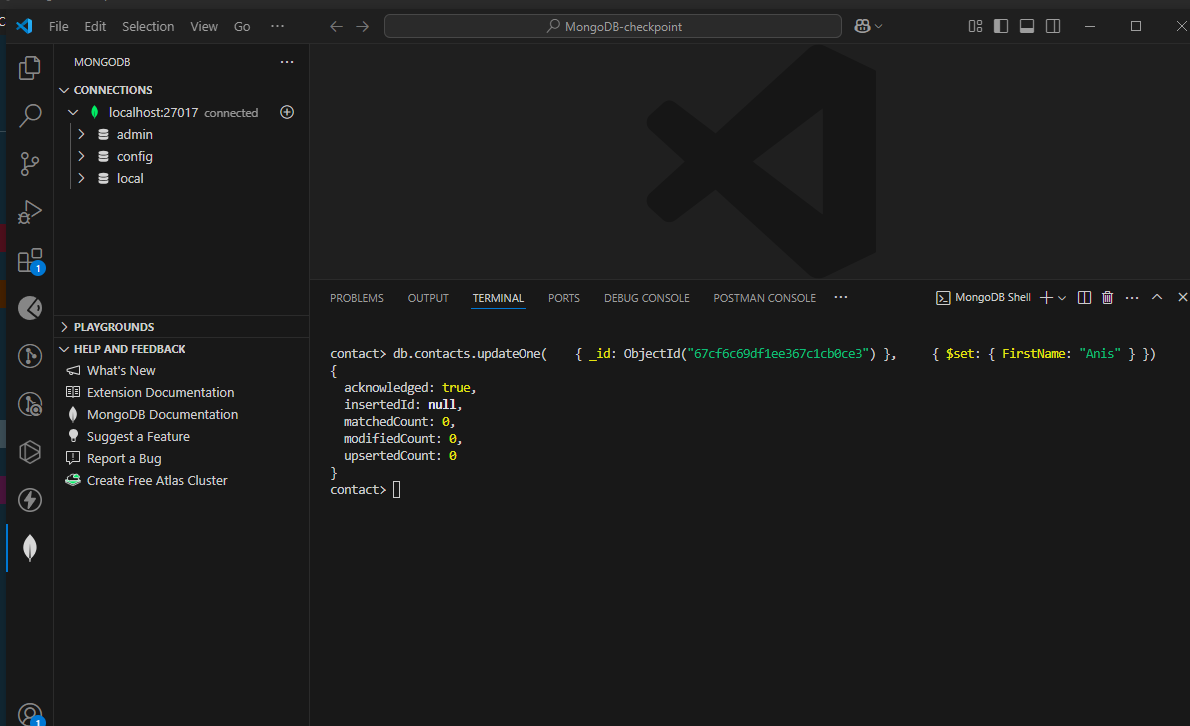 File Edit Selection View Go ···
MongoDB-checkpoint
MONGODB
CONNECTIONS
localhost:27017 connected
admin
config
local
PLAYGROUNDS
HELP AND FEEDBACK
What's New
Extension Documentation
MongoDB Documentation
Suggest a Feature
Report a Bug
Create Free Atlas Cluster
1
1
PROBLEMS OUTPUT TERMINAL PORTS DEBUG CONSOLE POSTMAN CONSOLE ··· MongoDB Shell
contact> db.contacts.updateOne(    { _id: ObjectId("67cf6c69df1ee367c1cb0ce3") },     { $set: { FirstName: "Anis" } })
{
  acknowledged: true,
  insertedId: null,
  matchedCount: 0,
  modifiedCount: 0,
  upsertedCount: 0
}
contact>